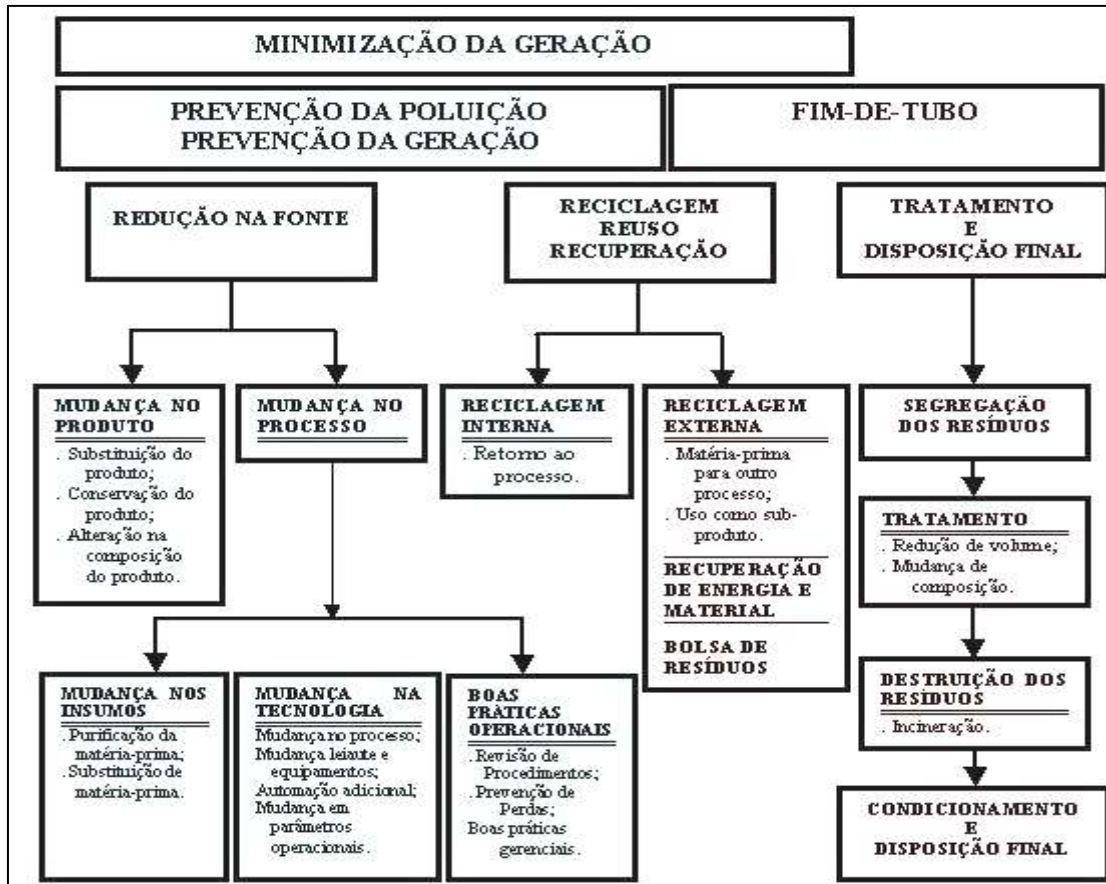 MINIMIZAÇÃO DA GERAÇÃO
PREVENÇÃO DA POLUIÇÃO
PREVENÇÃO DA GERAÇÃO
FIM-DE-TUBO
REDUÇÃO NA FONTE
RECICLAGEM
REUSO
RECUPERAÇÃO
TRATAMENTO
E
DISPOSIÇÃO FINAL
MUDANÇA NO
PRODUTO
. Substituição do
produto;
. Conservação do
produto;
. Alteração na
composição
do produto.
MUDANÇA NO
PROCESSO
RECICLAGEM
INTERNA
. Retorno ao
processo.
RECICLAGEM
EXTERNA
. Matéria-prima
para outro
processo;
. Uso como sub-
produto.
RECUPERAÇÃO
DE ENERGIA E
MATERIAL
BOLSA DE
RESÍDUOS
SEGREGAÇÃO
DOS RESÍDUOS
TRATAMENTO
. Redução de volume;
. Mudança de
composição.
MUDANÇA NOS
INSUMOS
.Purificação da
matéria-prima;
.Substituição de
matéria-prima.
MUDANÇA NA
TECNOLOGIA
Mudança no processo;
Mudança leiaute e
equipamentos;
Automação adicional;
Mudança em
parâmetros
operacionais.
BOAS
PRÀTICAS
OPERACIONAIS
.Revisão de
Procedimentos;
.Prevenção de
Perdas;
Boas práticas
gerenciais.
DESTRUIÇÃO DOS
RESÍDUOS
. Incineração.
CONDICIONAMENTO
E
DISPOSIÇÃO FINAL